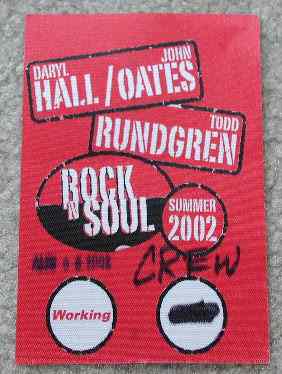 DARYL JOHN
HALL/OATES
TODD
RUNDGREN
ROCK
N SOUL
SUMMER
2002
CREW
Working